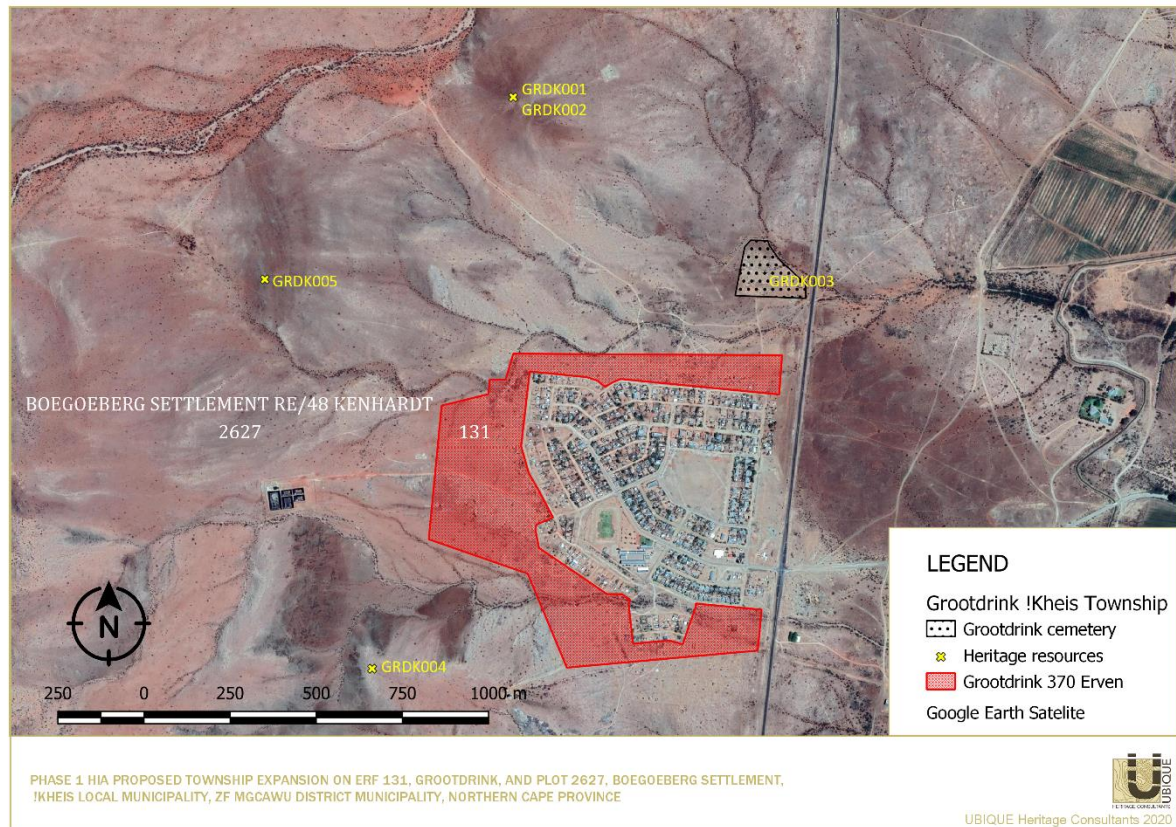 GRDK001
GRDK002
GRDK003
GRDK005
BOEGOEBERG SETTLEMENT RE/48 KENHARDT
2627
131
N
GRDK004
250 0 250 500 750 1000 m
LEGEND
Grootdrink !Kheis Township
Grootdrink cemetery
Heritage resources
Grootdrink 370 Erven
Google Earth Satelite
PHASE 1 HIA PROPOSED TOWNSHIP EXPANSION ON ERF 131, GROOTDRINK, AND PLOT 2627, BOEGOEBERG SETTLEMENT,
!KHEIS LOCAL MUNICIPALITY, ZF MGCAWU DISTRICT MUNICIPALITY, NORTHERN CAPE PROVINCE
UBIQUE
HERITAGE CONSULTANTS
UBIQUE Heritage Consultants 2020